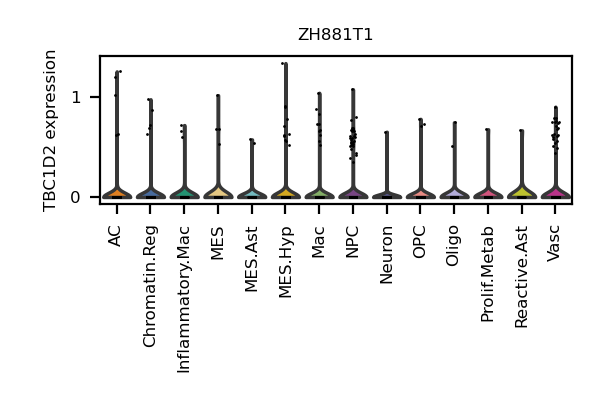 ZH881T1
TBC1D2 expression
1
0
AC
Chromatin.Reg
Inflammatory.Mac
MES
MES.Ast
MES.Hyp
Mac
NPC
Neuron
OPC
Oligo
Prolif.Metab
Reactive.Ast
Vasc